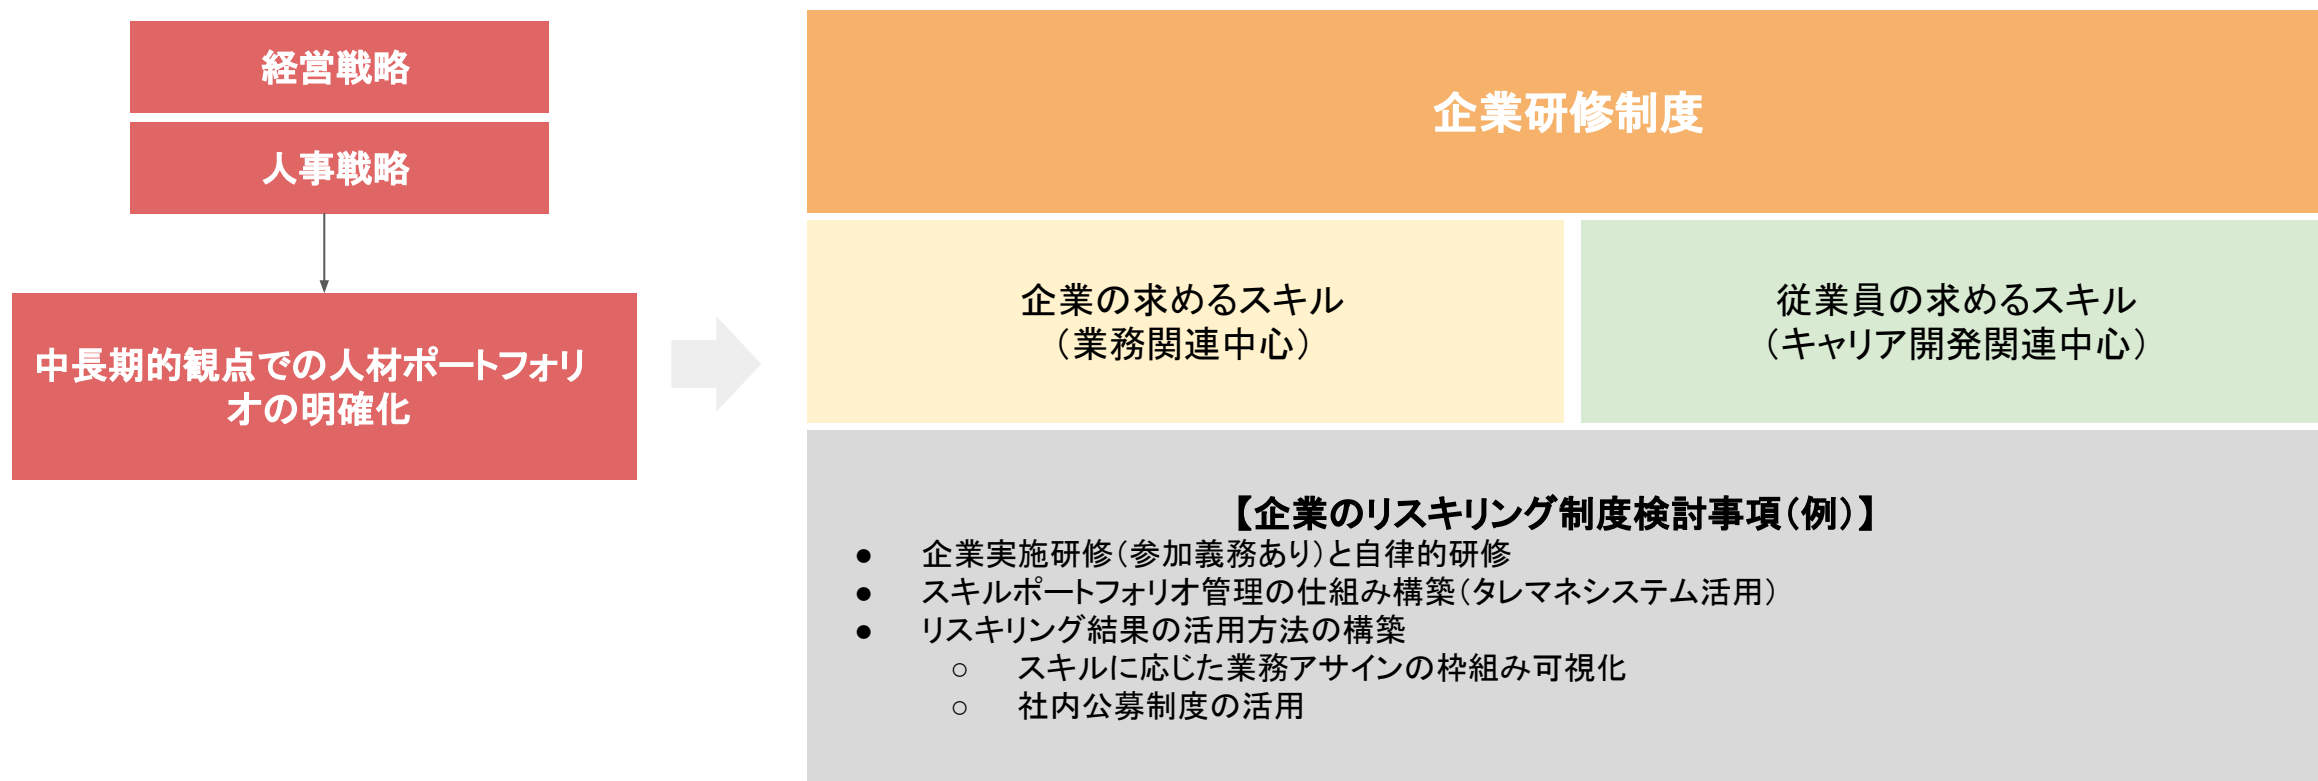 経営戦略
人事戦略
中長期的観点での人材ポートフォリ
オの明確化
企業研修制度
企業の求めるスキル
（業務関連中心）
従業員の求めるスキル
（キャリア開発関連中心）
【企業のリスキリング制度検討事項（例）】
● 企業実施研修（参加義務あり）と自律的研修
● スキルポートフォリオ管理の仕組み構築（タレマネシステム活用）
● リスキリング結果の活用方法の構築
○ スキルに応じた業務アサインの枠組み可視化
○ 社内公募制度の活用